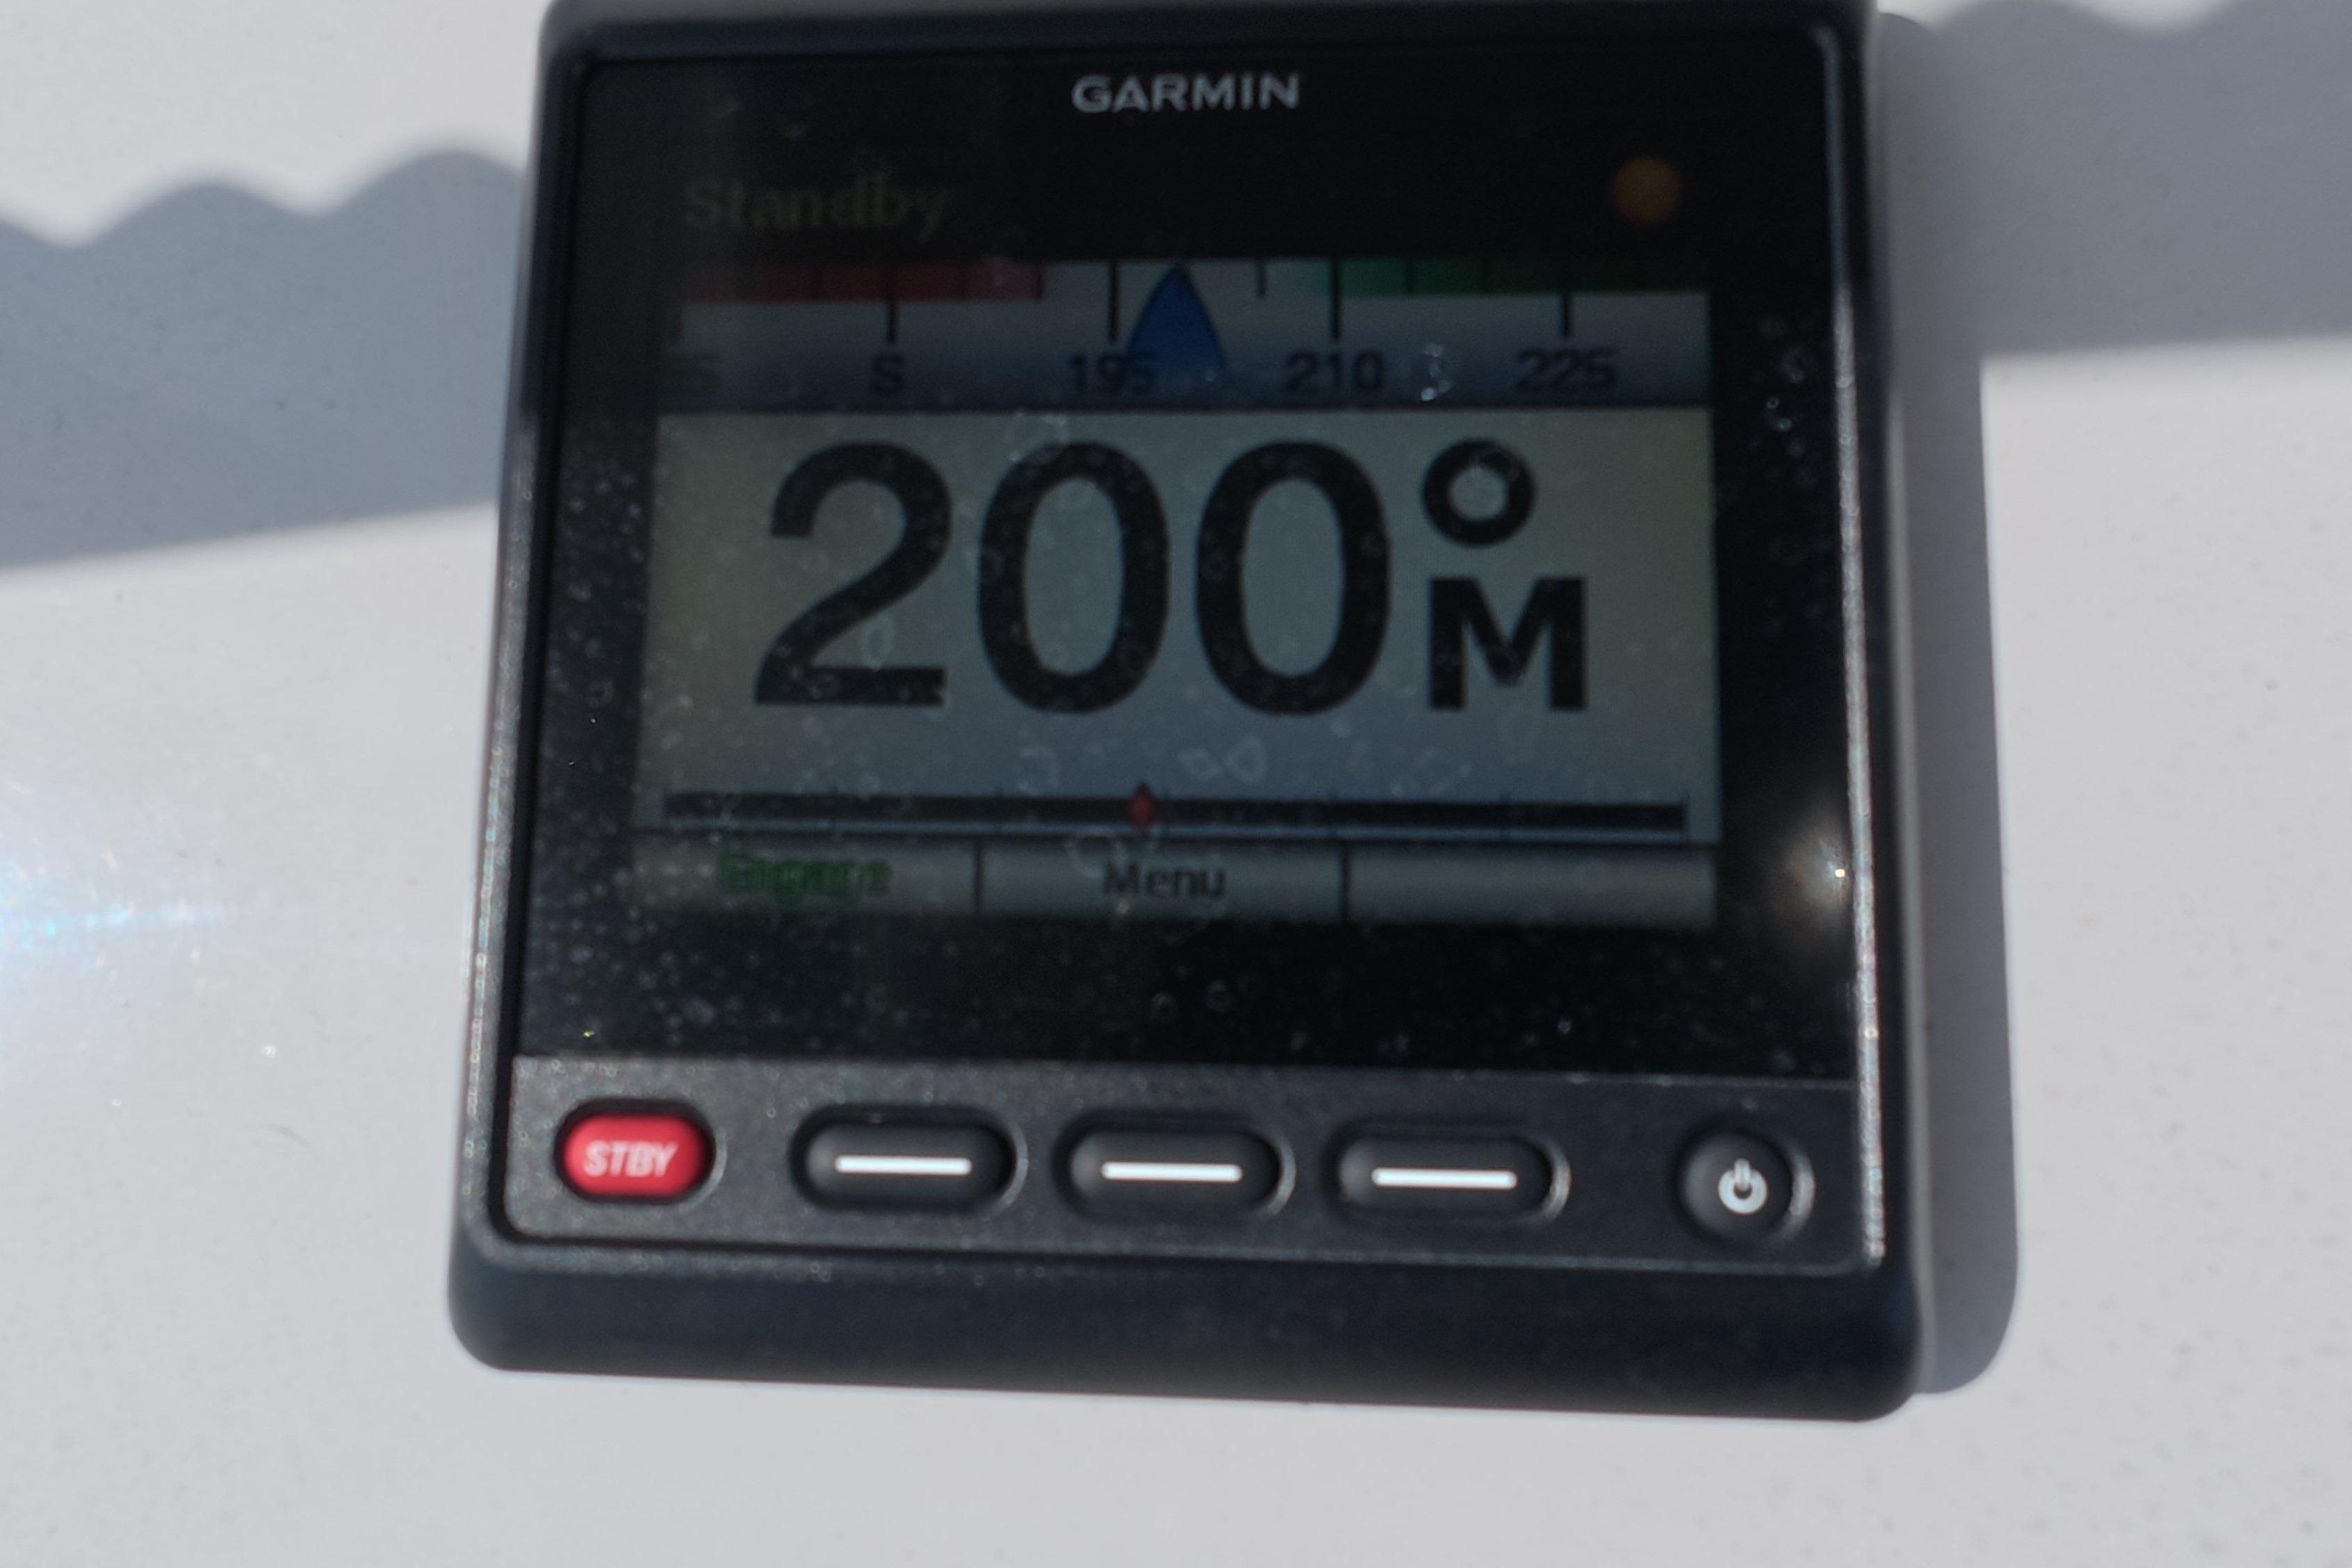 GARMIN
Standby
S 195 210 225
200°M
Engage Menu
STBY